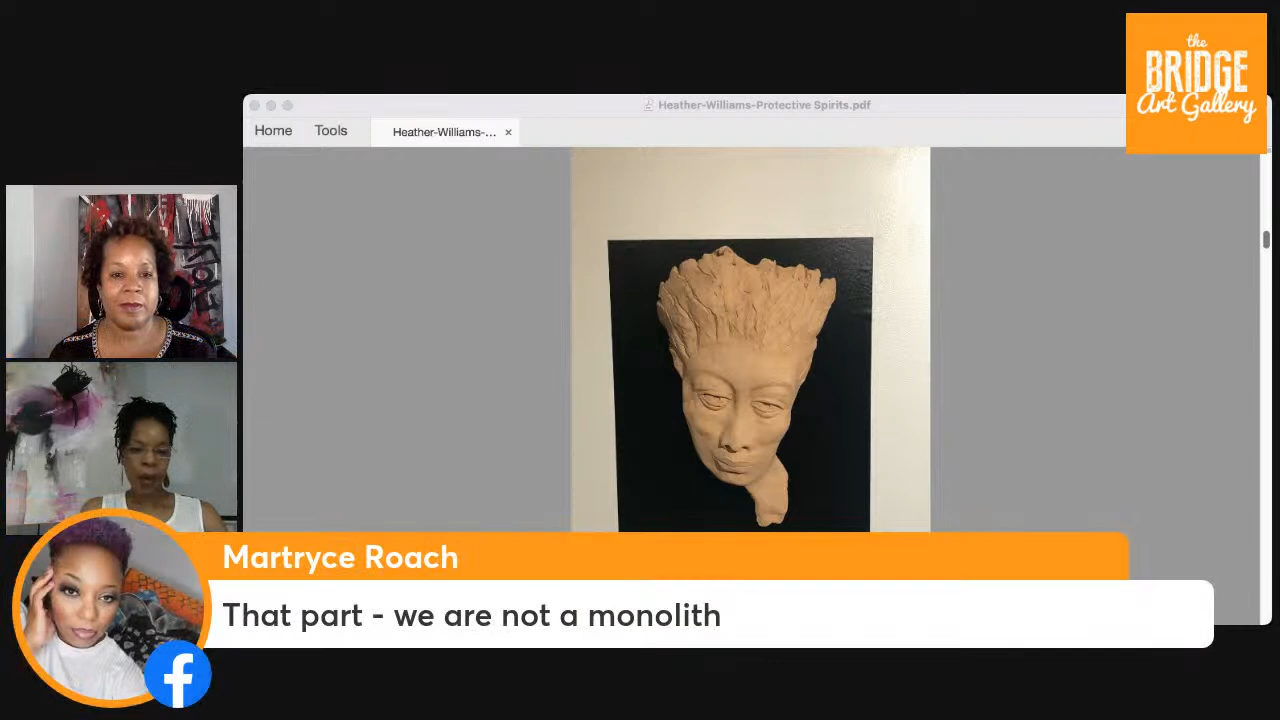 the
BRIDGE
Art Gallery
Heather-Williams-Protective Spirits.pdf
Home
Tools
Heather-Williams-... ×
Martryce Roach
That part - we are not a monolith